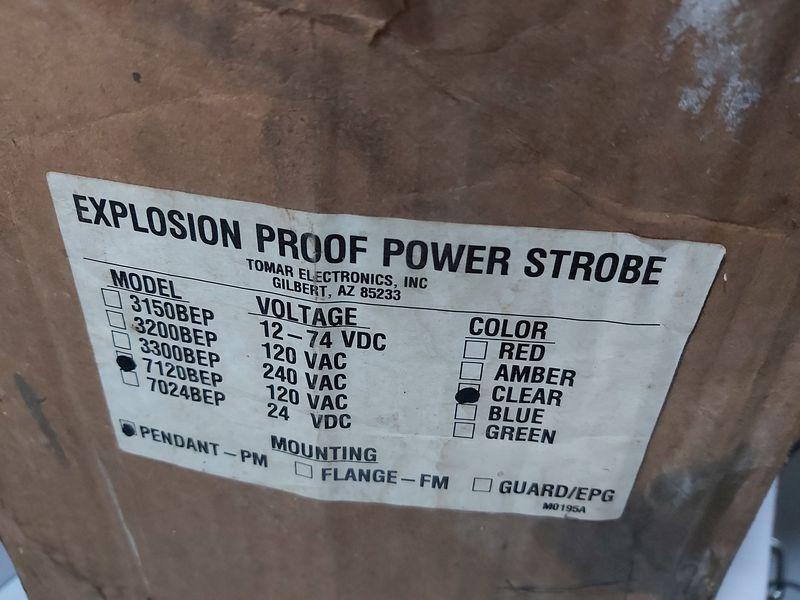 EXPLOSION PROOF POWER STROBE
TOMAR ELECTRONICS, INC
GILBERT, AZ 85233
MODEL VOLTAGE COLOR
3150BEP 12-74 VDC RED
3200BEP 120 VAC AMBER
3300BEP 240 VAC CLEAR
7120BEP 120 VAC BLUE
7024BEP 24 VDC GREEN
MOUNTING
PENDANT-PM FLANGE-FM GUARD/EPG
M0195A